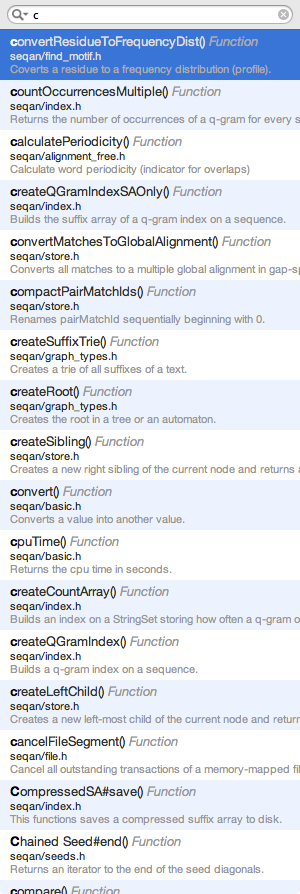 c
convertResidueToFrequencyDist() Function
seqan/find_motif.h
Coverts a residue to a frequency distribution (profile).
countOccurrencesMultiple() Function
seqan/index.h
Returns the number of occurrences of a q-gram for every s
calculatePeriodicity() Function
seqan/alignment_free.h
Calculate word periodicity (indicator for overlaps)
createQGramIndexSAOnly() Function
seqan/index.h
Builds the suffix array of a q-gram index on a sequence.
convertMatchesToGlobalAlignment() Function
seqan/store.h
Converts all matches to a multiple global alignment in gap-sp
compactPairMatchIds() Function
seqan/store.h
Renames pairMatchId sequentially beginning with 0.
createSuffixTrie() Function
seqan/graph_types.h
Creates a trie of all suffixes of a text.
createRoot() Function
seqan/graph_types.h
Creates the root in a tree or an automaton.
createSibling() Function
seqan/store.h
Creates a new right sibling of the current node and returns a
convert() Function
seqan/basic.h
Converts a value into another value.
cpuTime() Function
seqan/basic.h
Returns the cpu time in seconds.
createCountArray() Function
seqan/index.h
Builds an index on a StringSet storing how often a q-gram o
createQGramIndex() Function
seqan/index.h
Builds a q-gram index on a sequence.
createLeftChild() Function
seqan/store.h
Creates a new left-most child of the current node and return
cancelFileSegment() Function
seqan/file.h
Cancel all outstanding transactions of a memory-mapped fil
CompressedSA#save() Function
seqan/index.h
This functions saves a compressed suffix array to disk.
Chained Seed#end() Function
seqan/seeds.h
Returns an iterator to the end of the seed diagonals.
compare() Function